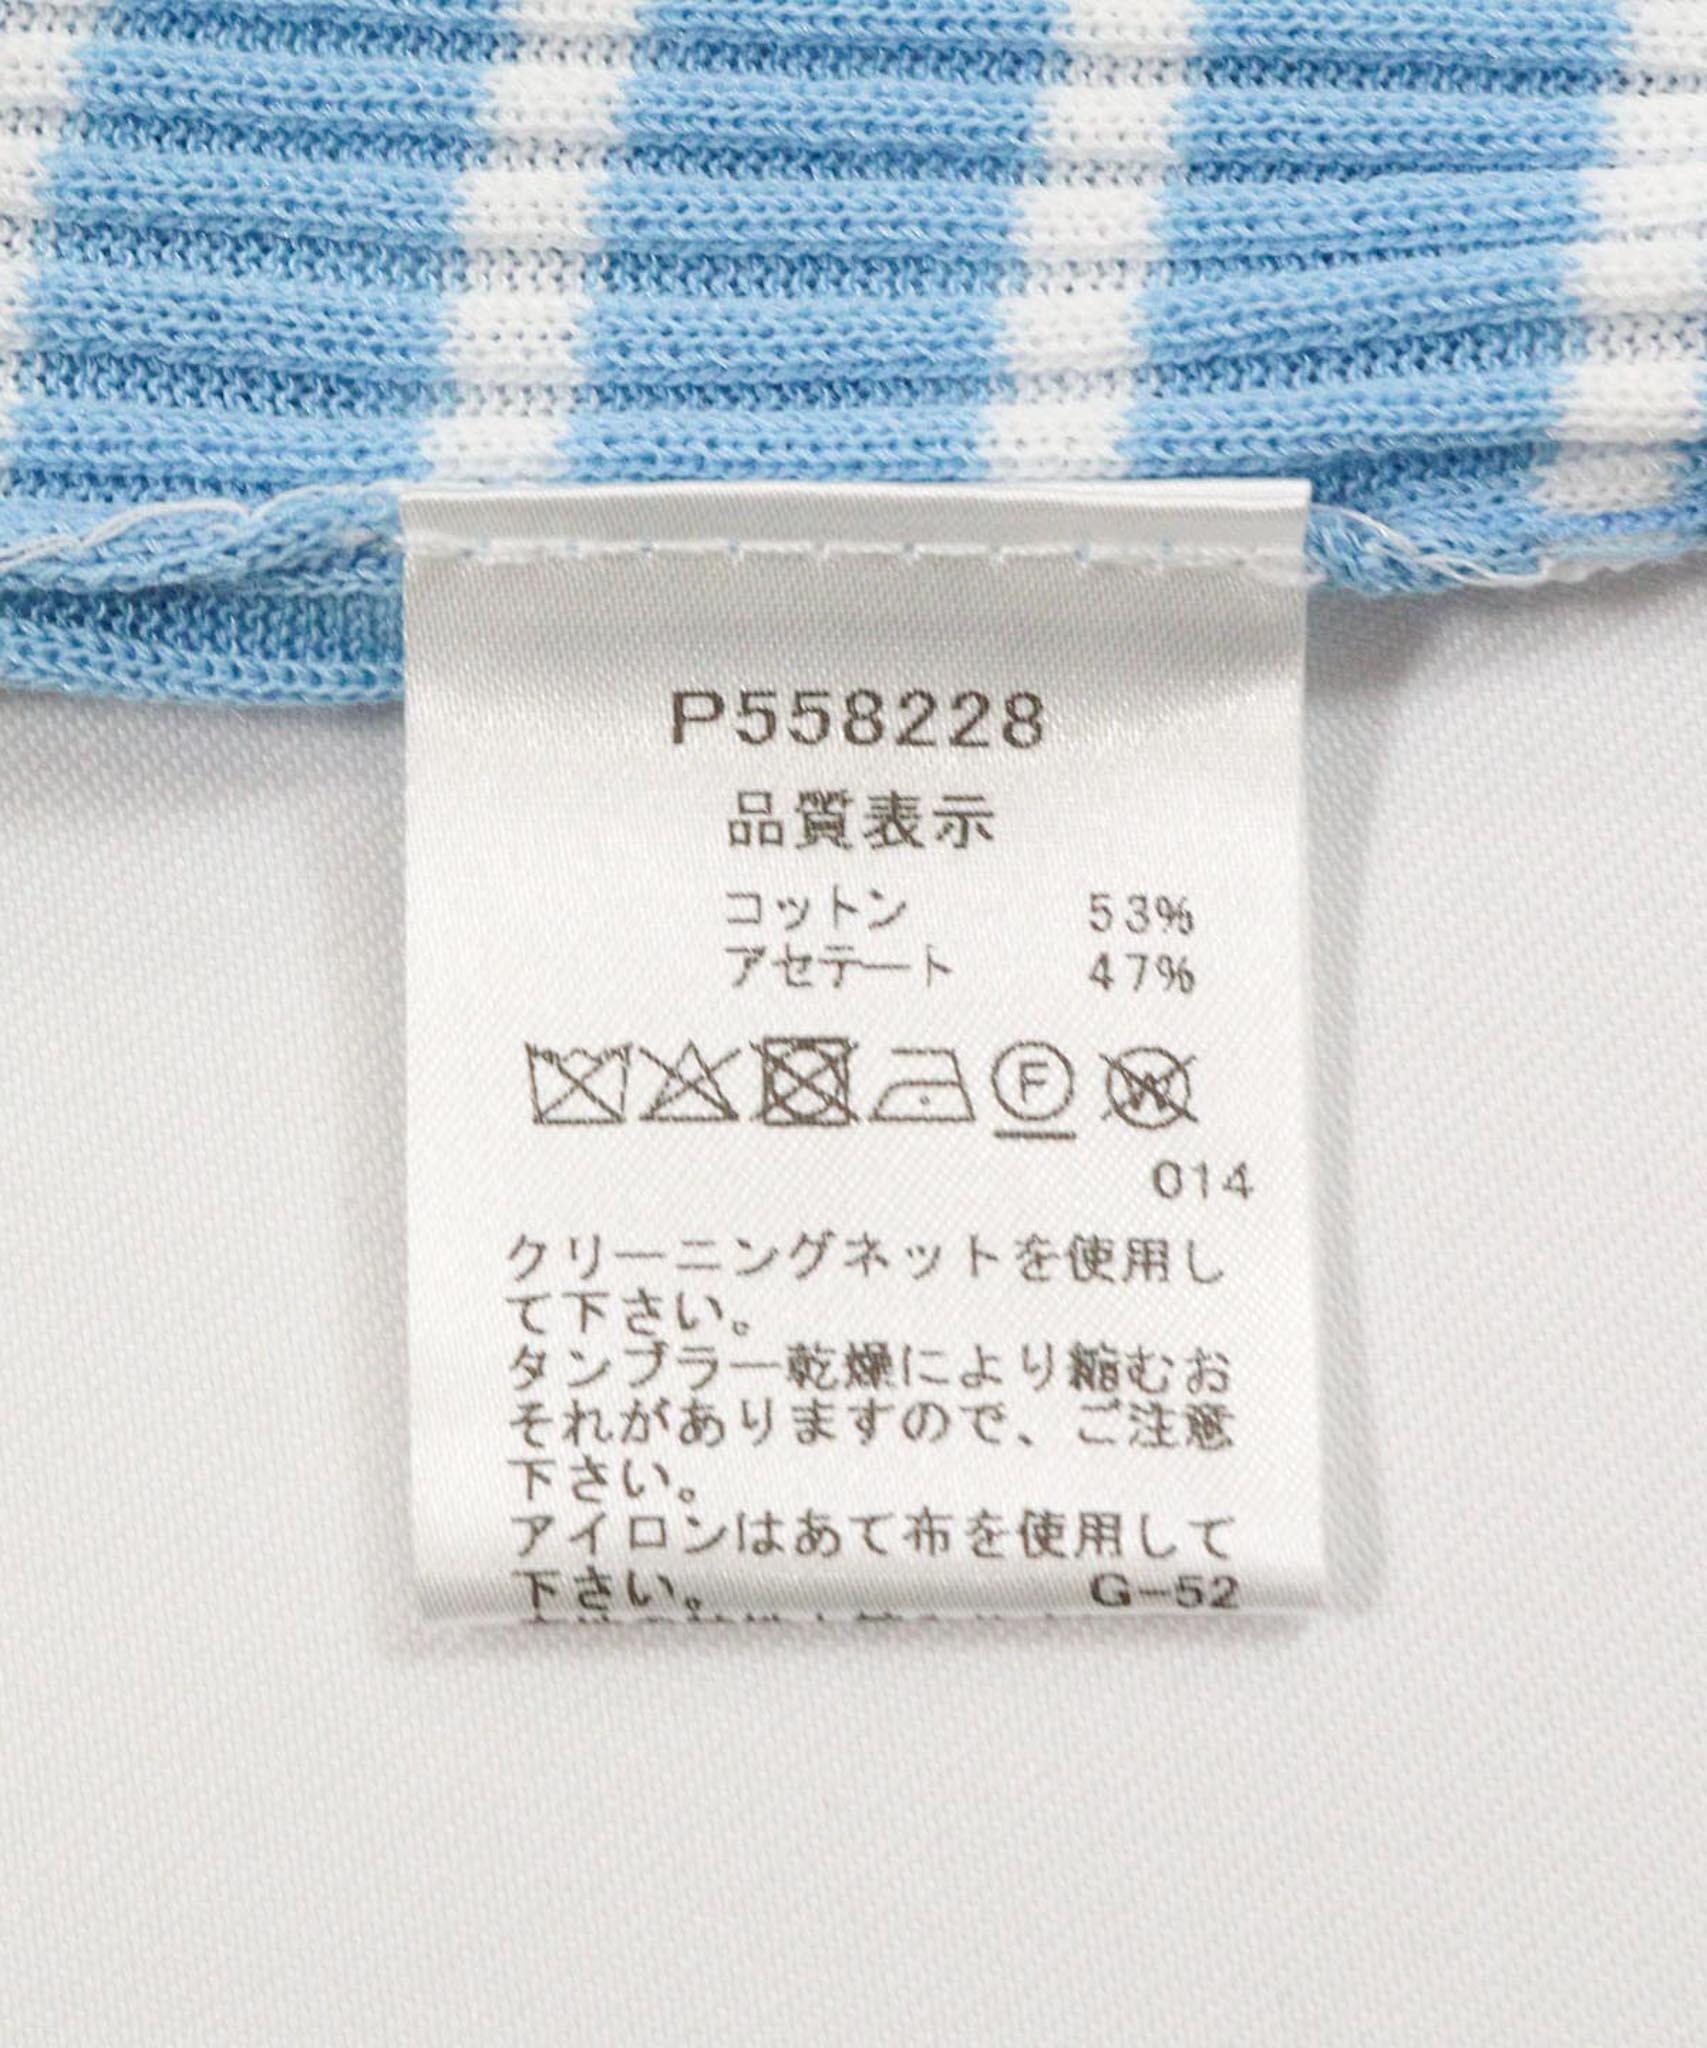 P558228
品質表示
コットン 53%
アセテート 47%
F W
014
クリーニングネットを使用し
て下さい。
タンブラー乾燥により縮むお
それがありますので、ご注意
下さい。
アイロンはあて布を使用して
下さい。 G-52